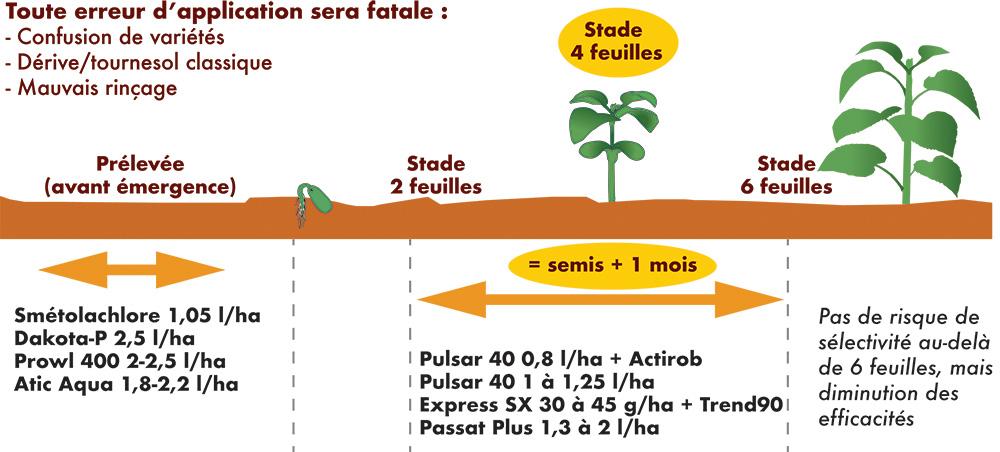 Toute erreur d'application sera fatale :
- Confusion de variétés
- Dérive/tournesol classique
- Mauvais rinçage
Stade
4 feuilles
Prélevée
(avant émergence)
Stade
2 feuilles
Stade
6 feuilles
= semis + 1 mois
Smétolachlore 1,05 l/ha
Dakota-P 2,5 l/ha
Prowl 400 2-2,5 l/ha
Atic Aqua 1,8-2,2 l/ha
Pulsar 40 0,8 l/ha + Actirob
Pulsar 40 1 à 1,25 l/ha
Express SX 30 à 45 g/ha + Trend90
Passat Plus 1,3 à 2 l/ha
Pas de risque de
sélectivité au-delà
de 6 feuilles, mais
diminution des
efficacités